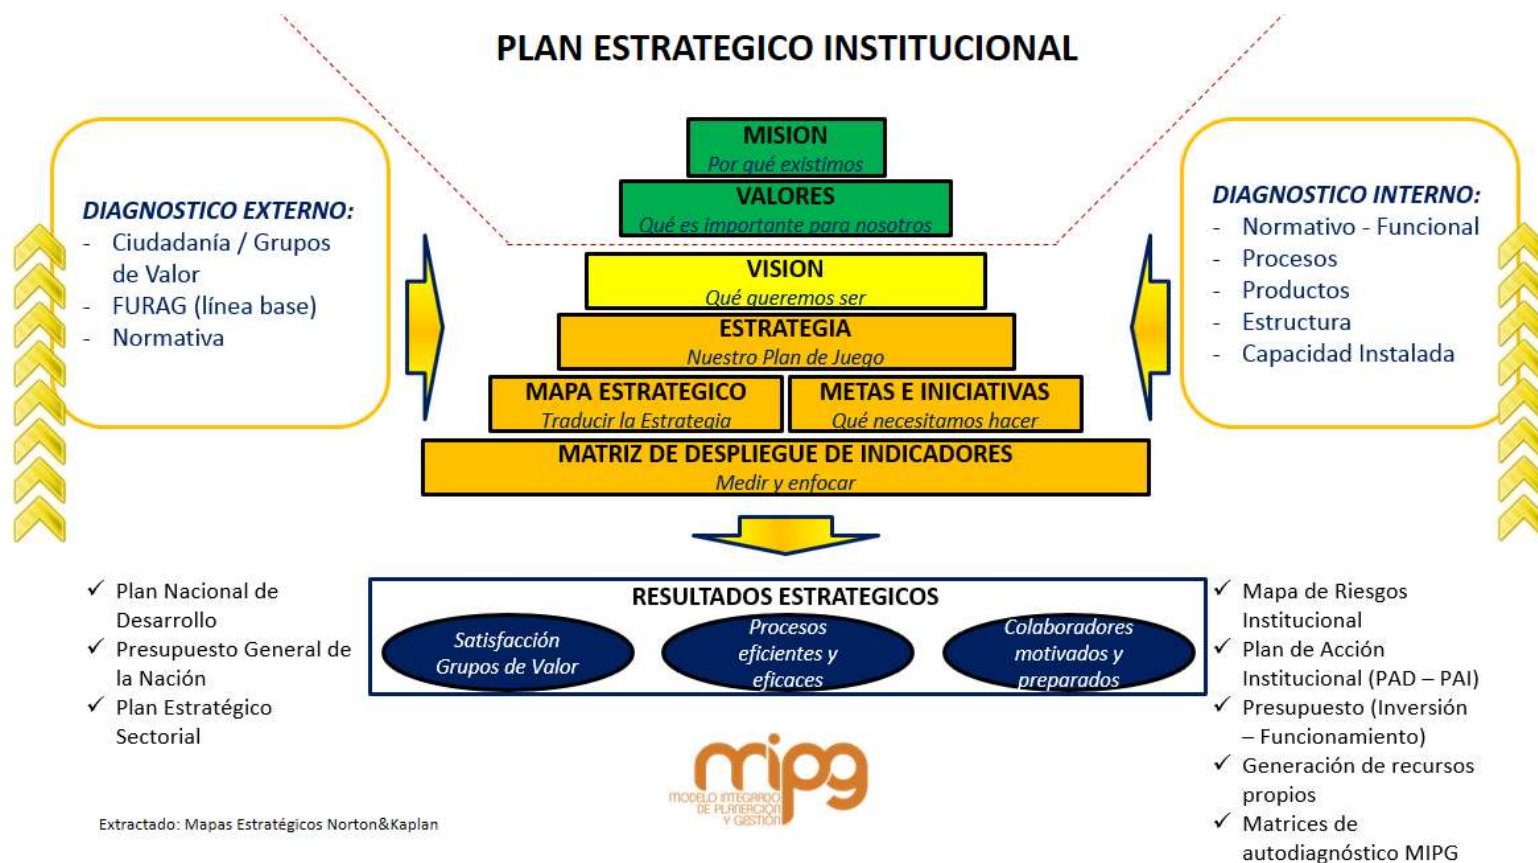 PLAN ESTRATEGICO INSTITUCIONAL
MISION
Por qué existimos
VALORES
Qué es importante para nosotros
VISION
Qué queremos ser
ESTRATEGIA
Nuestro Plan de Juego
MAPA ESTRATEGICO
Traducir la Estrategia
METAS E INICIATIVAS
Qué necesitamos hacer
MATRIZ DE DESPLIEGUE DE INDICADORES
Medir y enfocar
DIAGNOSTICO EXTERNO:
- Ciudadanía / Grupos
de Valor
- FURAG (línea base)
- Normativa
DIAGNOSTICO INTERNO:
- Normativo - Funcional
- Procesos
- Productos
- Estructura
- Capacidad Instalada
✓ Plan Nacional de
Desarrollo
✓ Presupuesto General de
la Nación
✓ Plan Estratégico
Sectorial
RESULTADOS ESTRATEGICOS
Satisfacción
Grupos de Valor
Procesos
eficientes y
eficaces
Colaboradores
motivados y
preparados
✓ Mapa de Riesgos
Institucional
✓ Plan de Acción
Institucional (PAD – PAI)
✓ Presupuesto (Inversión
– Funcionamiento)
✓ Generación de recursos
propios
✓ Matrices de
autodiagnóstico MIPG
mipg
MODELO INTEGRADO
DE PLANEACIÓN
Y GESTIÓN
Extractado: Mapas Estratégicos Norton&Kaplan